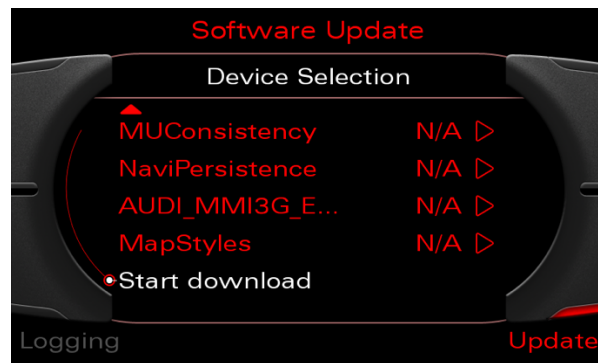 Software Update
Device Selection
MUConsistency N/A
NaviPersistence N/A
AUDI_MMI3G_E... N/A
MapStyles N/A
Start download
Logging Update